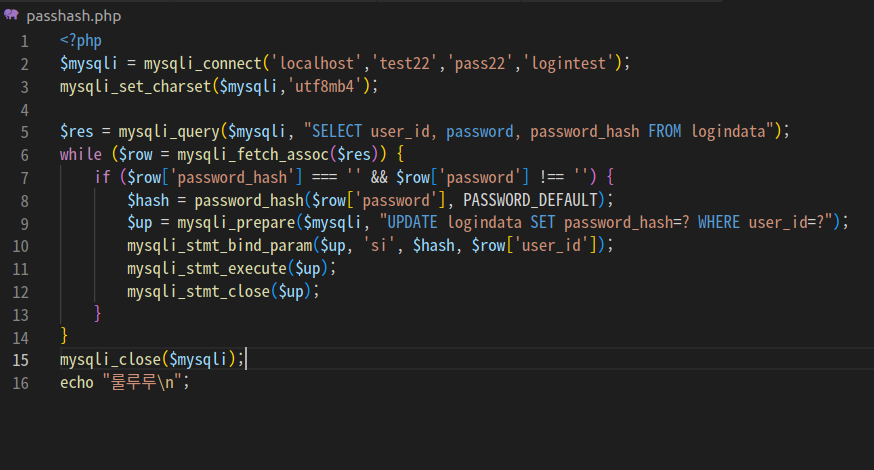 passhash.php
1 <?php
2 $mysqli = mysqli_connect('localhost','test22','pass22','logintest');
3 mysqli_set_charset($mysqli,'utf8mb4');
4
5 $res = mysqli_query($mysqli, "SELECT user_id, password, password_hash FROM logindata");
6 while ($row = mysqli_fetch_assoc($res)) {
7     if ($row['password_hash'] === '' && $row['password'] !== '') {
8         $hash = password_hash($row['password'], PASSWORD_DEFAULT);
9         $up = mysqli_prepare($mysqli, "UPDATE logindata SET password_hash=? WHERE user_id=?");
10         mysqli_stmt_bind_param($up, 'si', $hash, $row['user_id']);
11         mysqli_stmt_execute($up);
12         mysqli_stmt_close($up);
13     }
14 }
15 mysqli_close($mysqli);
16 echo "룰루루\n";